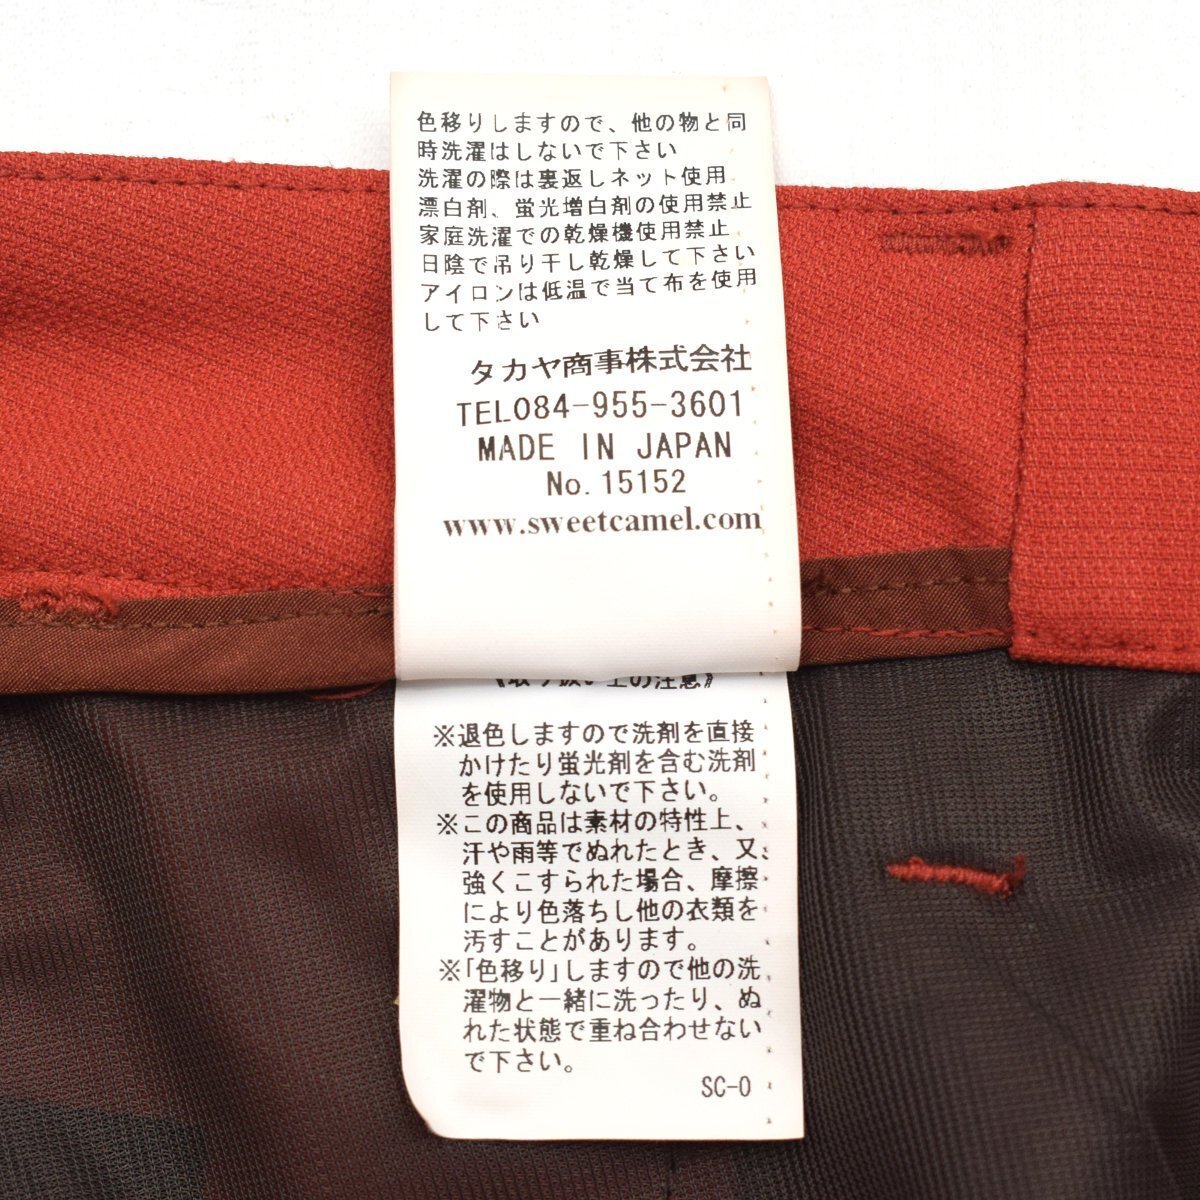 色移りしますので、他の物と同
時洗濯はしないで下さい
洗濯の際は裏返しネット使用
漂白剤、蛍光増白剤の使用禁止
家庭洗濯での乾燥機使用禁止
日陰で吊り干し乾燥して下さい
アイロンは低温で当て布を使用
して下さい
タカヤ商事株式会社
TEL084-955-3601
MADE IN JAPAN
No. 15152
www.sweetcamel.com
《取り扱い上の注意》
※退色しますので洗剤を直接
かけたり蛍光剤を含む洗剤
を使用しないで下さい。
※この商品は素材の特性上、
汗や雨等でぬれたとき、又、
強くこすられた場合、摩擦
により色落ちし他の衣類を
汚すことがあります。
※「色移り」しますので他の洗
濯物と一緒に洗ったり、ぬ
れた状態で重ね合わせない
で下さい。
SC-0